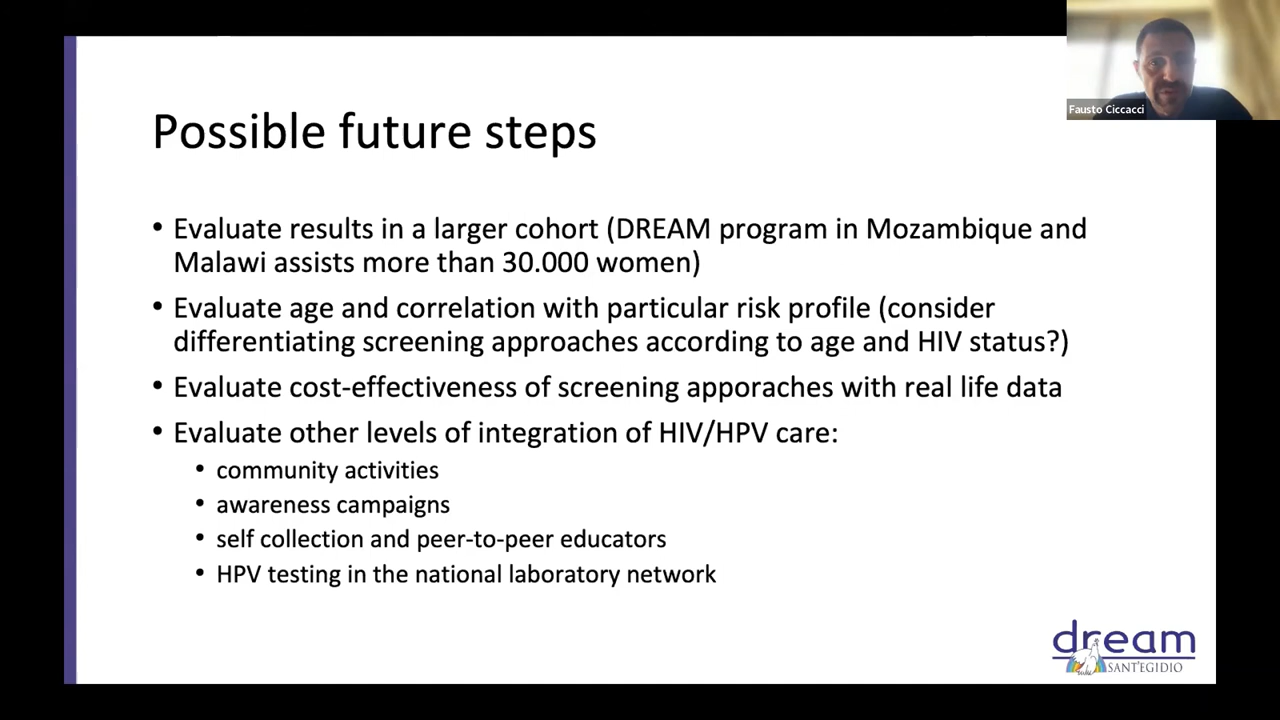 Fausto Ciccacci
Possible future steps
• Evaluate results in a larger cohort (DREAM program in Mozambique and
Malawi assists more than 30.000 women)
• Evaluate age and correlation with particular risk profile (consider
differentiating screening approaches according to age and HIV status?)
• Evaluate cost-effectiveness of screening apporaches with real life data
• Evaluate other levels of integration of HIV/HPV care:
• community activities
• awareness campaigns
• self collection and peer-to-peer educators
• HPV testing in the national laboratory network
dream
SANT'EGIDIO